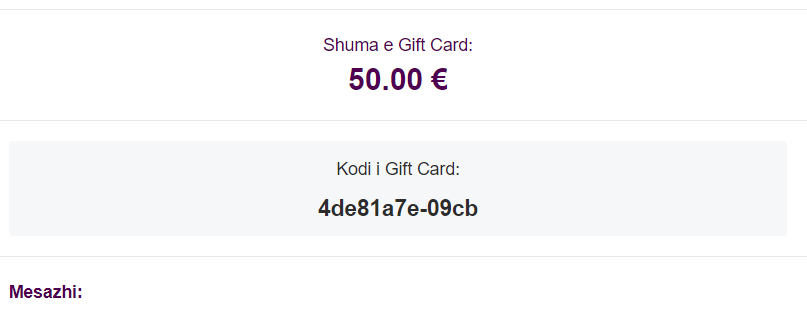 Shuma e Gift Card:
50.00 €
Kodi i Gift Card:
4de81a7e-09cb
Mesazhi: